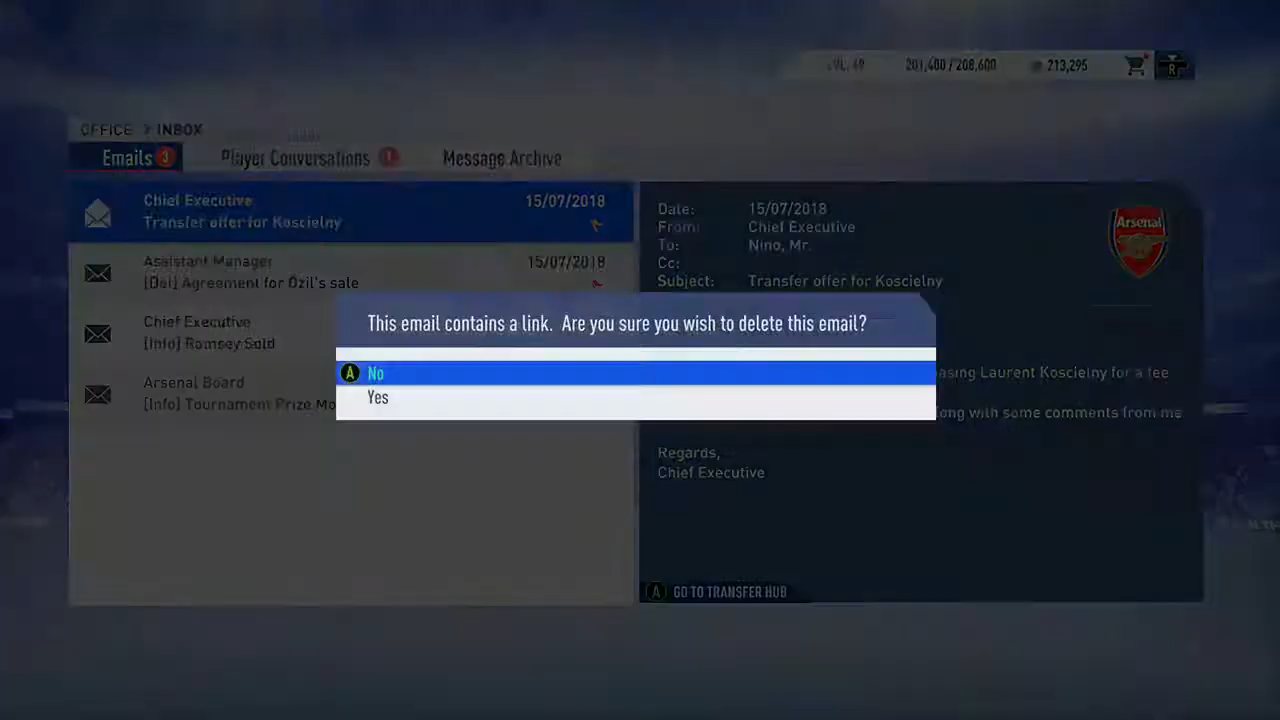 LVL. 69 201,400 / 208,600 213,295
R
OFFICE > INBOX
Emails 3 Player Conversations 1 Message Archive
Chief Executive 15/07/2018
Transfer offer for Koscielny
Assistant Manager 15/07/2018
[Del] Agreement for Özil's sale
Chief Executive
[Info] Ramsey Sold
Arsenal Board
[Info] Tournament Prize Mo
Date: 15/07/2018
From: Chief Executive
To: Nino, Mr.
Cc:
Subject: Transfer offer for Koscielny
Arsenal
This email contains a link. Are you sure you wish to delete this email?
A No
Yes
asing Laurent Koscielny for a fee
ong with some comments from me
Regards,
Chief Executive
A GO TO TRANSFER HUB